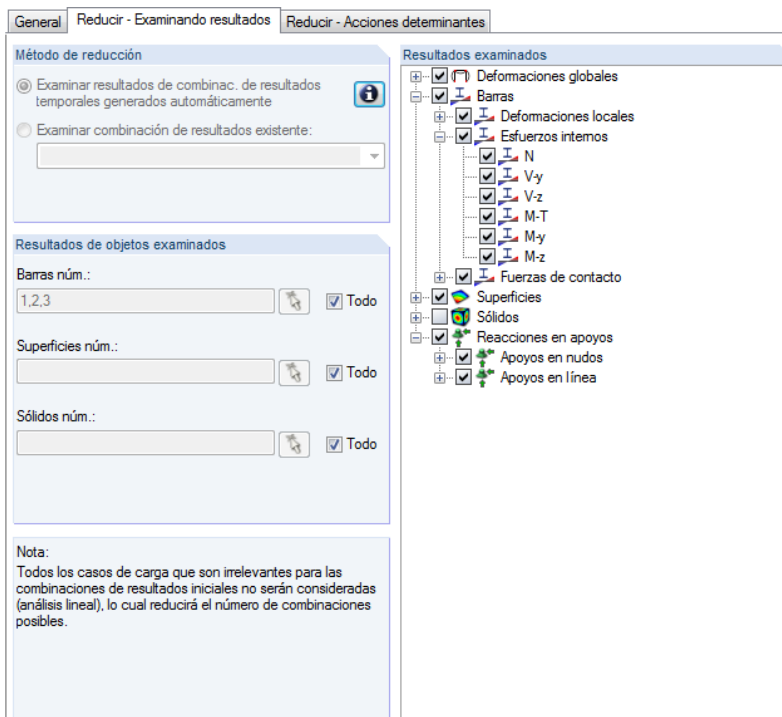 General
Reducir - Examinando resultados
Reducir - Acciones determinantes
Método de reducción
Examinar resultados de combinac. de resultados
temporales generados automáticamente
Examinar combinación de resultados existente:
Resultados de objetos examinados
Barras núm.:
1,2,3
Todo
Superficies núm.:
Todo
Sólidos núm.:
Todo
Nota:
Todos los casos de carga que son irrelevantes para las
combinaciones de resultados iniciales no serán consideradas
(análisis lineal), lo cual reducirá el número de combinaciones
posibles.
Resultados examinados
Deformaciones globales
Barras
Deformaciones locales
Esfuerzos internos
N
V-y
V-z
M-T
M-y
M-z
Fuerzas de contacto
Superficies
Sólidos
Reacciones en apoyos
Apoyos en nudos
Apoyos en línea